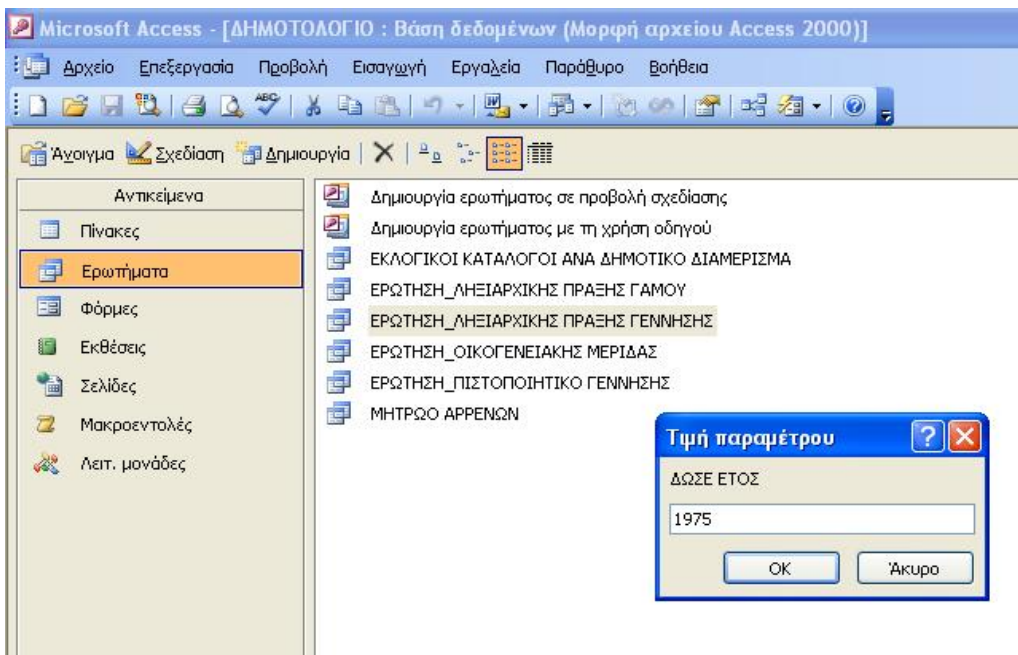 Microsoft Access - [ΔΗΜΟΤΟΛΟΓΙΟ : Βάση δεδομένων (Μορφή αρχείου Access 2000)]
Αρχείο Επεξεργασία Προβολή Εισαγωγή Εργαλεία Παράθυρο Βοήθεια
Άνοιγμα Σχεδίαση Δημιουργία
Αντικείμενα
Πίνακες
Ερωτήματα
Φόρμες
Εκθέσεις
Σελίδες
Μακροεντολές
Λειτ. μονάδες
Δημιουργία ερωτήματος σε προβολή σχεδίασης
Δημιουργία ερωτήματος με τη χρήση οδηγού
ΕΚΛΟΓΙΚΟΙ ΚΑΤΑΛΟΓΟΙ ΑΝΑ ΔΗΜΟΤΙΚΟ ΔΙΑΜΕΡΙΣΜΑ
ΕΡΩΤΗΣΗ_ΛΗΞΙΑΡΧΙΚΗΣ ΠΡΑΞΗΣ ΓΑΜΟΥ
ΕΡΩΤΗΣΗ_ΛΗΞΙΑΡΧΙΚΗΣ ΠΡΑΞΗΣ ΓΕΝΝΗΣΗΣ
ΕΡΩΤΗΣΗ_ΟΙΚΟΓΕΝΕΙΑΚΗΣ ΜΕΡΙΔΑΣ
ΕΡΩΤΗΣΗ_ΠΙΣΤΟΠΟΙΗΤΙΚΟ ΓΕΝΝΗΣΗΣ
ΜΗΤΡΩΟ ΑΡΡΕΝΩΝ
Τιμή παραμέτρου
ΔΩΣΕ ΕΤΟΣ
1975
OK Άκυρο